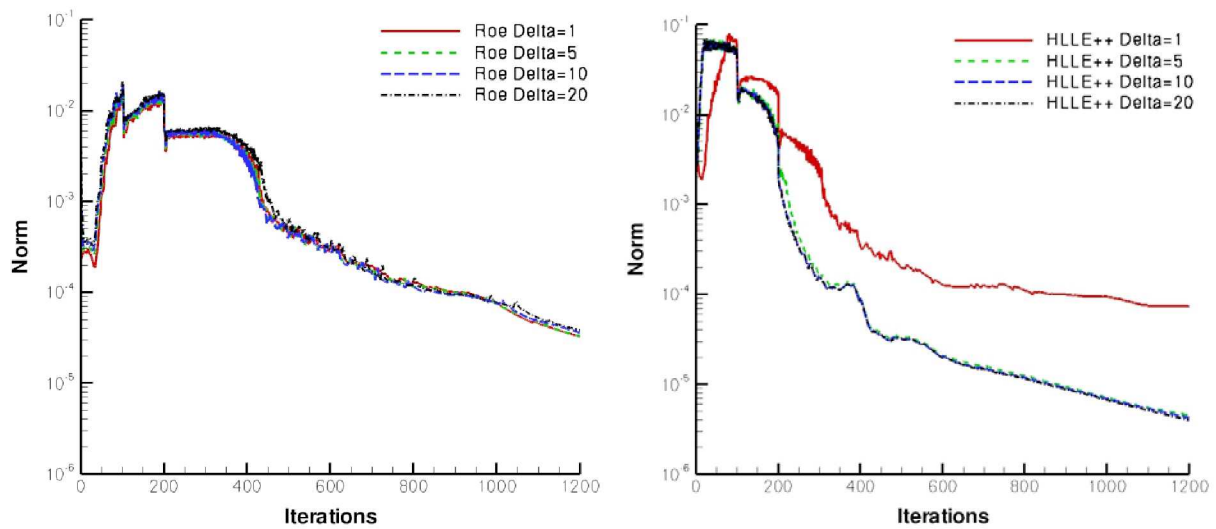 10-1
Roe Delta=1
Roe Delta=5
Roe Delta=10
Roe Delta=20
10-2
10-3
Norm
10-4
10-5
10-6
0 200 400 600 800 1000 1200
Iterations
10-1
HLLE++ Delta=1
HLLE++ Delta=5
HLLE++ Delta=10
HLLE++ Delta=20
10-2
10-3
Norm
10-4
10-5
10-6
0 200 400 600 800 1000 1200
Iterations